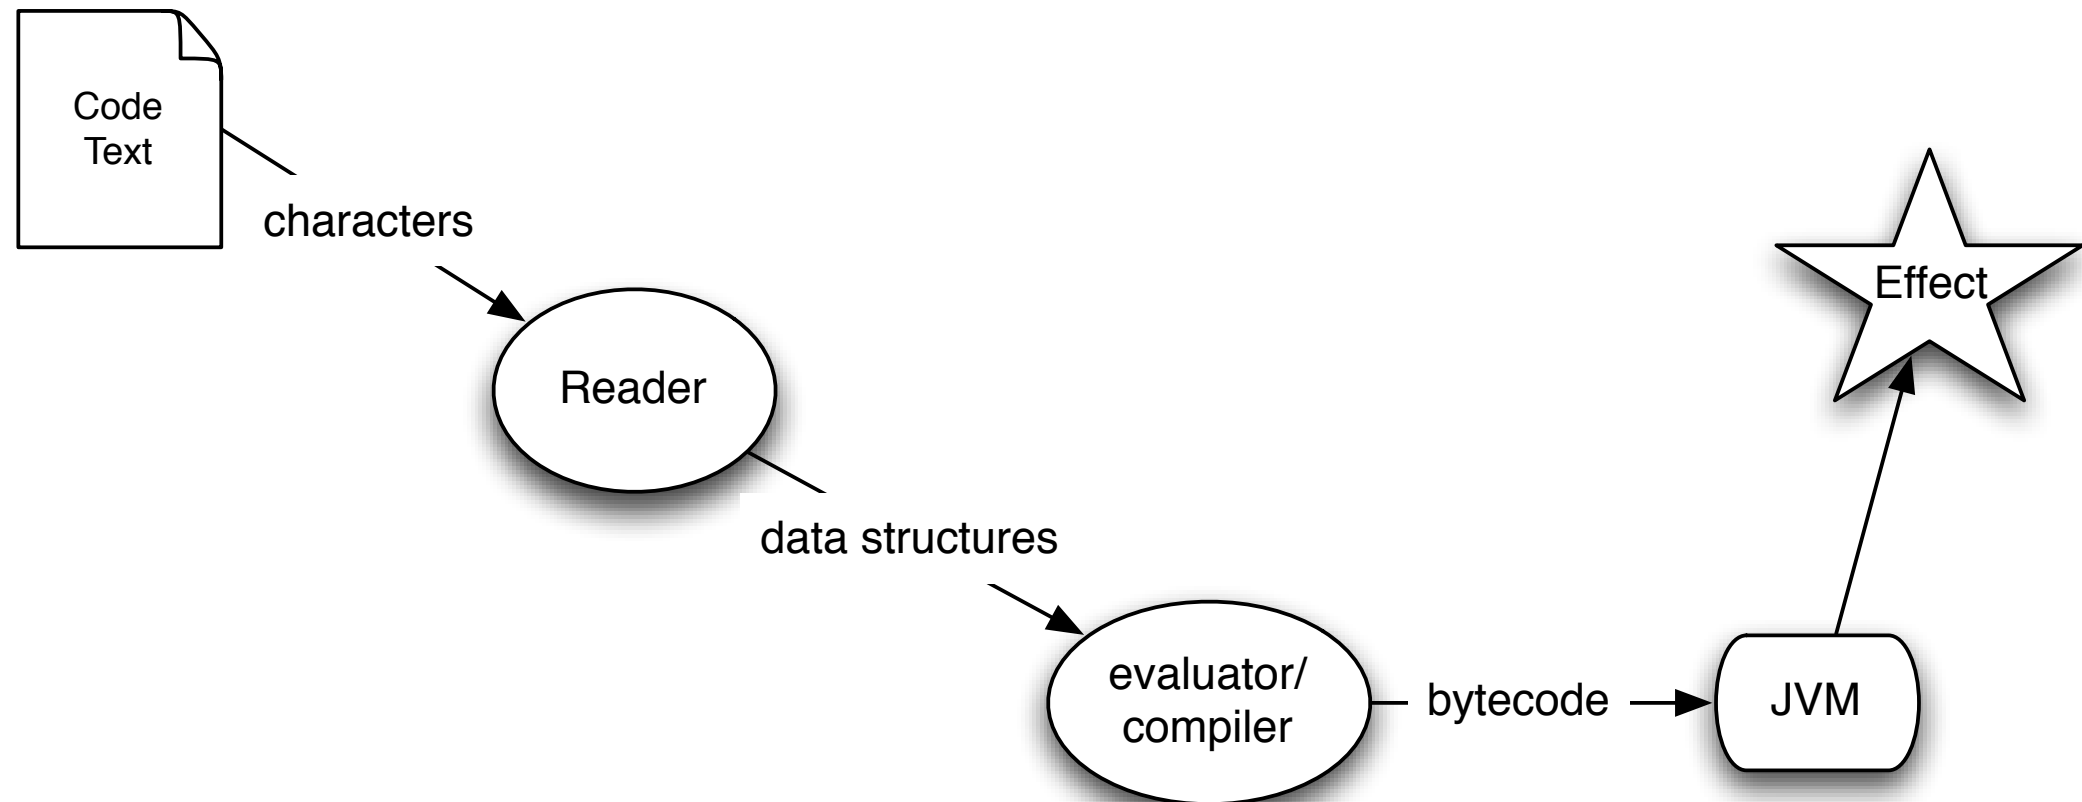 Code
Text
characters
Reader
data structures
evaluator/
compiler
bytecode
JVM
Effect